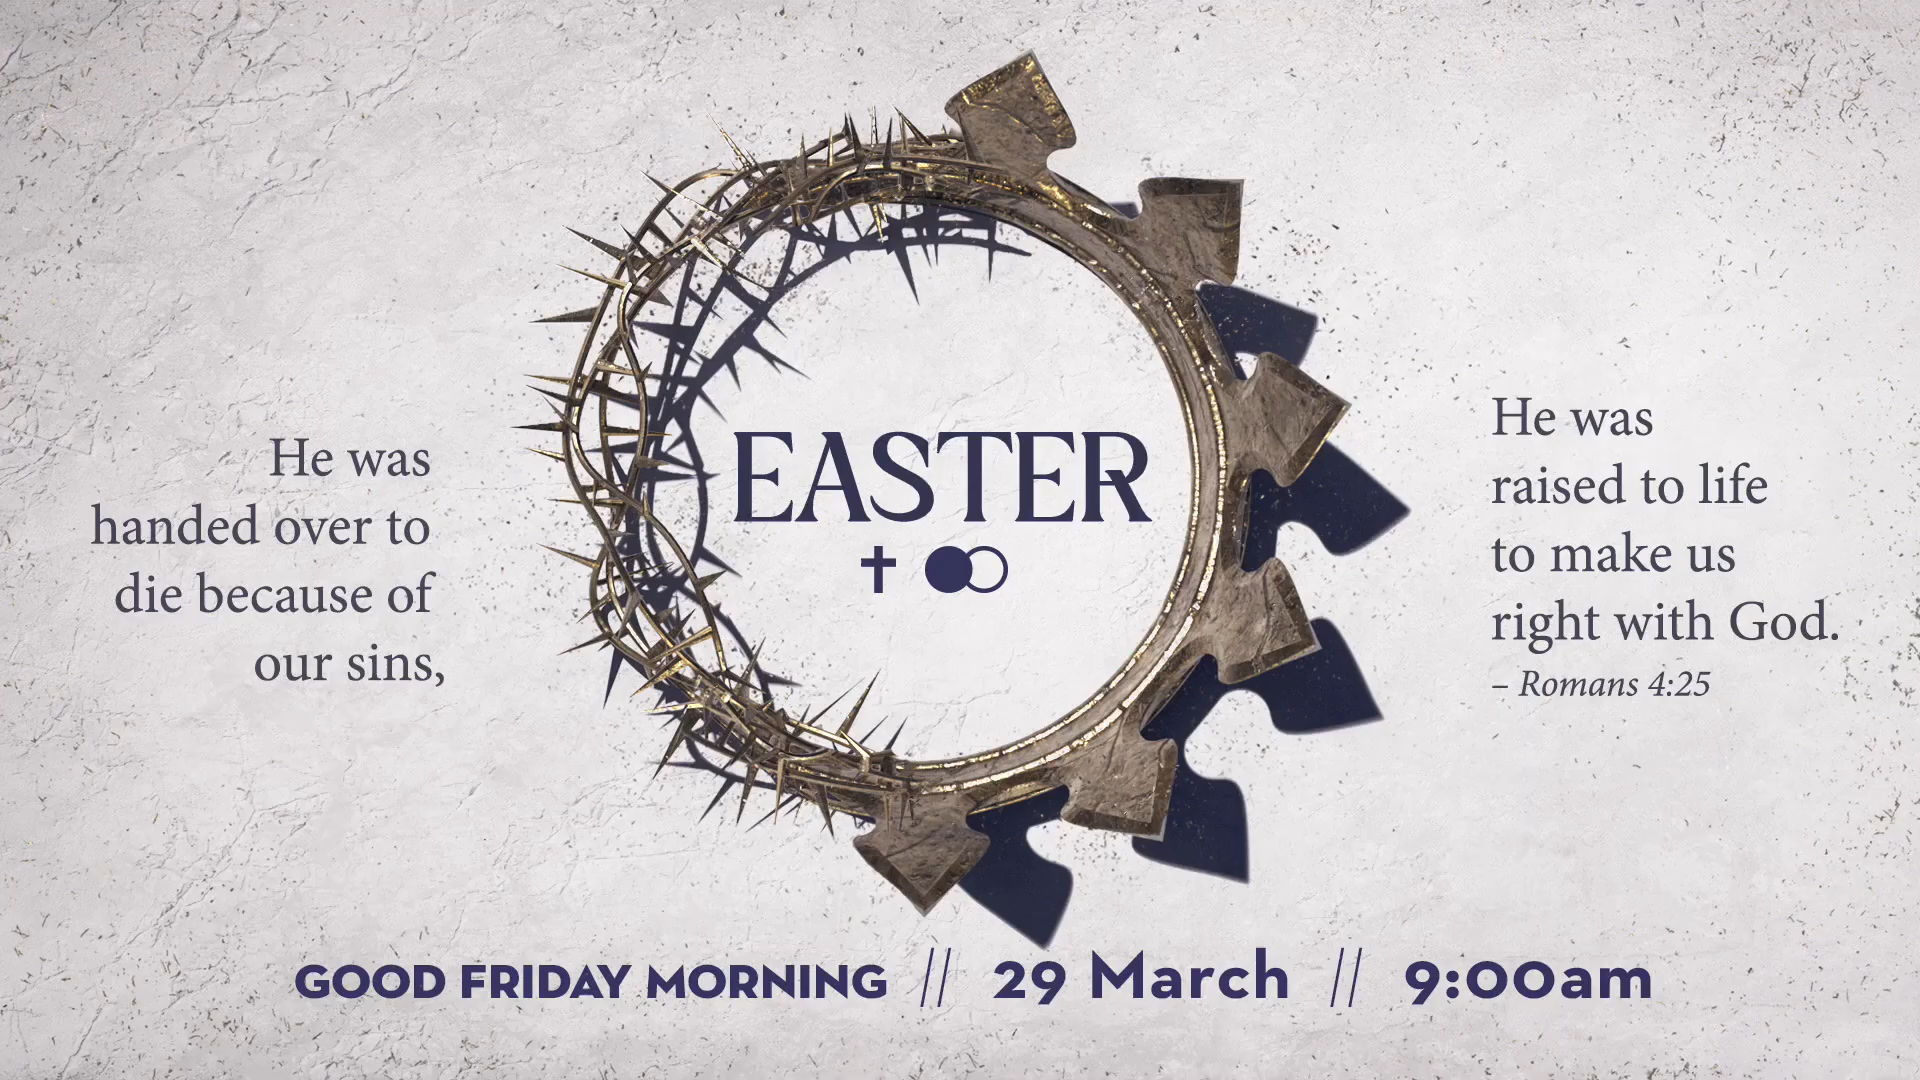 He was
handed over to
die because of
our sins,
EASTER
He was
raised to life
to make us
right with God.
– Romans 4:25
GOOD FRIDAY MORNING // 29 March // 9:00am